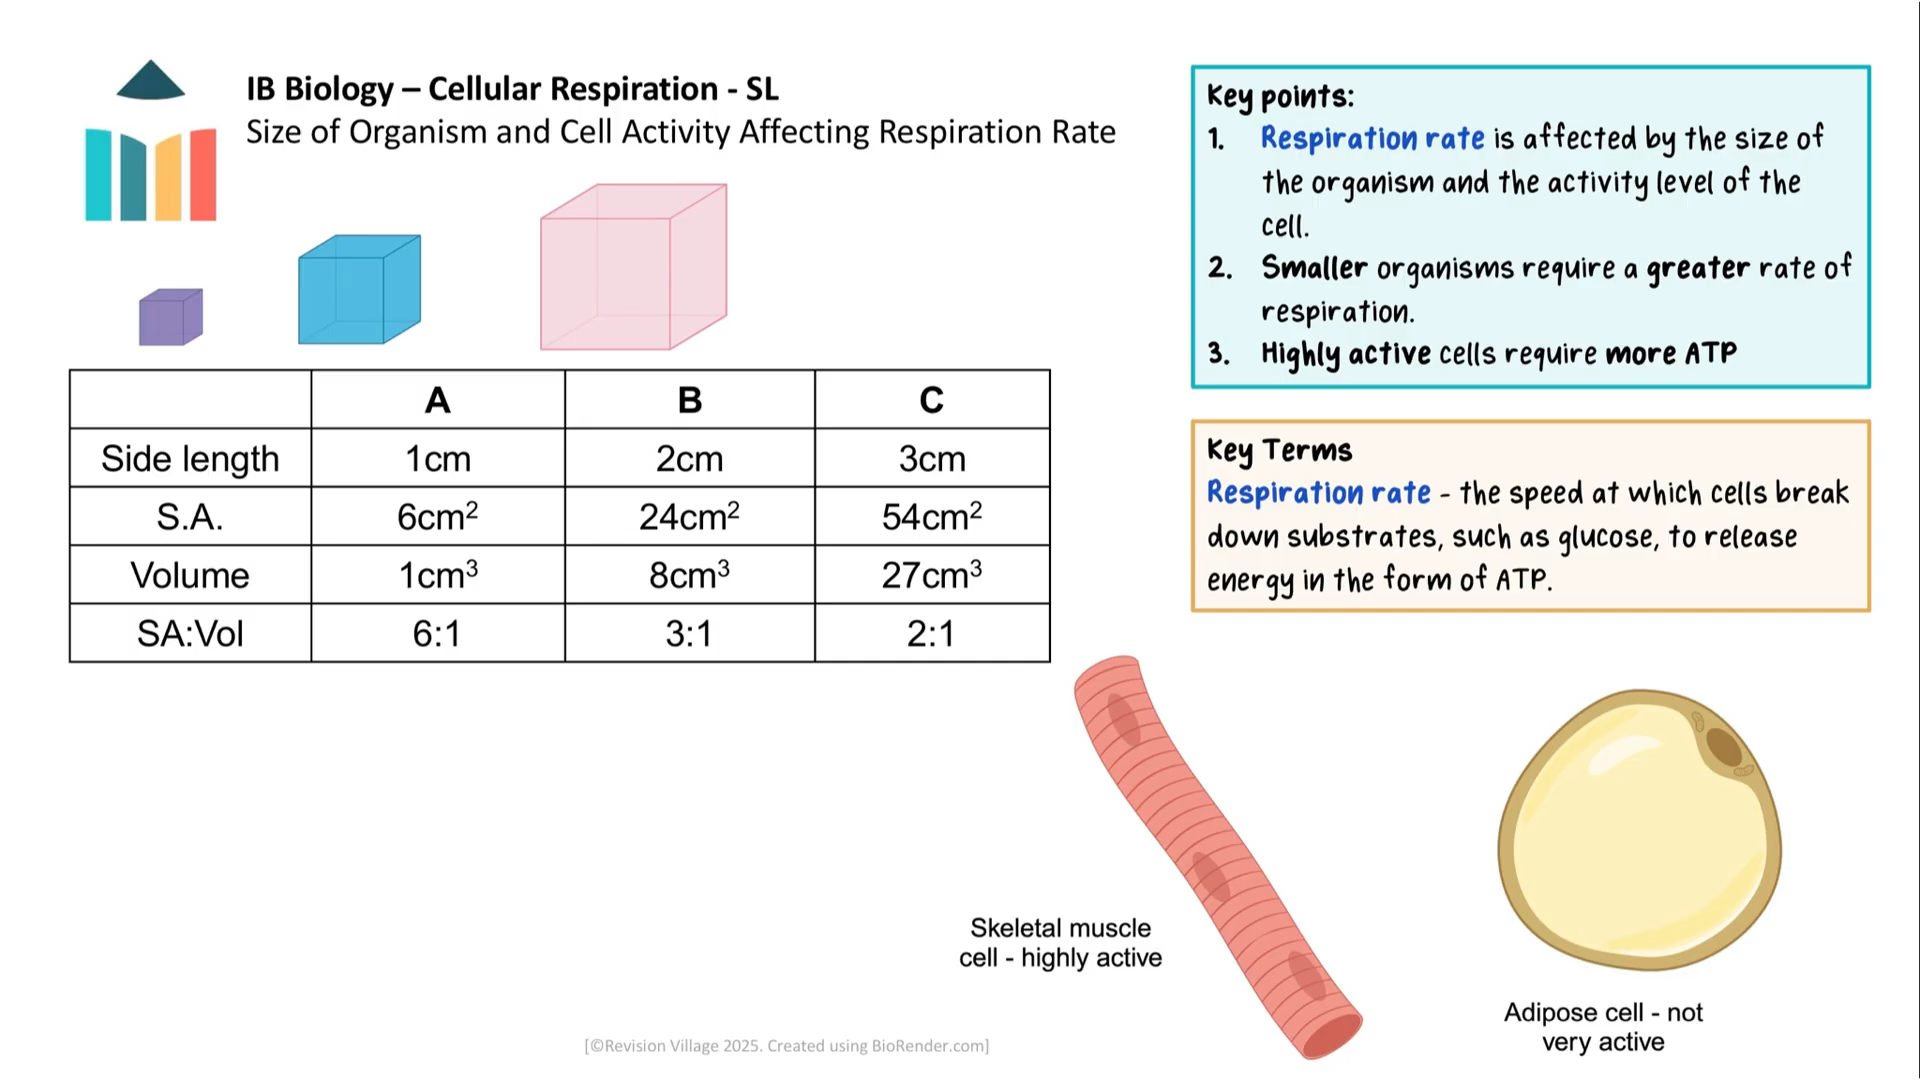 IB Biology – Cellular Respiration - SL
Size of Organism and Cell Activity Affecting Respiration Rate
A B C
Side length 1cm 2cm 3cm
S.A. 6cm² 24cm² 54cm²
Volume 1cm³ 8cm³ 27cm³
SA:Vol 6:1 3:1 2:1
Key points:
1. Respiration rate is affected by the size of
the organism and the activity level of the
cell.
2. Smaller organisms require a greater rate of
respiration.
3. Highly active cells require more ATP
Key Terms
Respiration rate - the speed at which cells break
down substrates, such as glucose, to release
energy in the form of ATP.
Skeletal muscle
cell - highly active
Adipose cell - not
very active
[©Revision Village 2025. Created using BioRender.com]